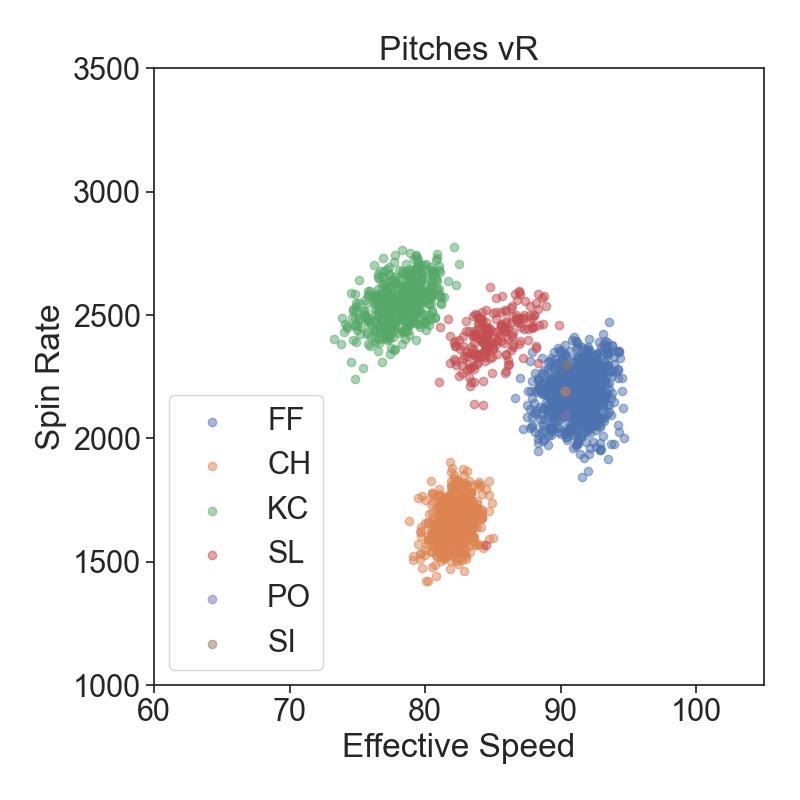 Pitches vR
3500
3000
2500
2000
1500
1000
Spin Rate
FF
CH
KC
SL
PO
SI
60 70 80 90 100
Effective Speed